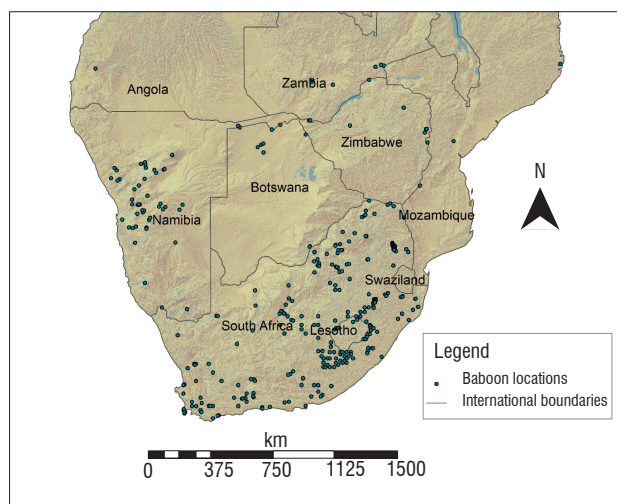 Angola
Zambia
Zimbabwe
Botswana
Namibia
Mozambique
N
Swaziland
South Africa
Lesotho
Legend
Baboon locations
International boundaries
km
0 375 750 1125 1500